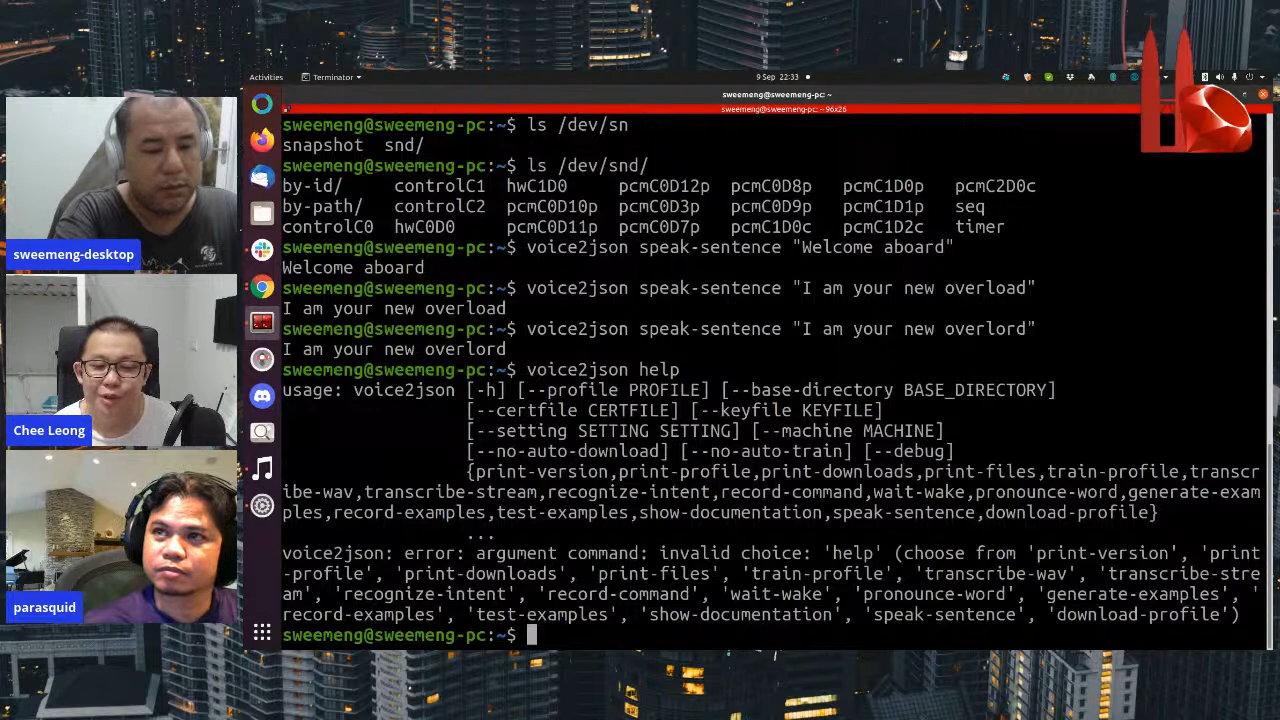 Activities
Terminator
9 Sep 22:33
sweemeng@sweemeng-pc: ~
sweemeng@sweemeng-pc: ~ 96x26
sweemeng@sweemeng-pc:~$ ls /dev/sn
snapshot snd/
sweemeng@sweemeng-pc:~$ ls /dev/snd/
by-id/ controlC1 hwC1D0 pcmC0D12p pcmC0D8p pcmC1D0p pcmC2D0c
by-path/ controlC2 pcmC0D10p pcmC0D3p pcmC0D9p pcmC1D1p seq
controlC0 hwC0D0 pcmC0D11p pcmC0D7p pcmC1D0c pcmC1D2c timer
sweemeng@sweemeng-pc:~$ voice2json speak-sentence "Welcome aboard"
Welcome aboard
sweemeng@sweemeng-pc:~$ voice2json speak-sentence "I am your new overload"
I am your new overload
sweemeng@sweemeng-pc:~$ voice2json speak-sentence "I am your new overlord"
I am your new overlord
sweemeng@sweemeng-pc:~$ voice2json help
usage: voice2json [-h] [--profile PROFILE] [--base-directory BASE_DIRECTORY]
[--certfile CERTFILE] [--keyfile KEYFILE]
[--setting SETTING SETTING] [--machine MACHINE]
[--no-auto-download] [--no-auto-train] [--debug]
{print-version,print-profile,print-downloads,print-files,train-profile,transcr
ibe-wav,transcribe-stream,recognize-intent,record-command,wait-wake,pronounce-word,generate-exam
ples,record-examples,test-examples,show-documentation,speak-sentence,download-profile}
...
voice2json: error: argument command: invalid choice: 'help' (choose from 'print-version', 'print
-profile', 'print-downloads', 'print-files', 'train-profile', 'transcribe-wav', 'transcribe-stre
am', 'recognize-intent', 'record-command', 'wait-wake', 'pronounce-word', 'generate-examples', '
record-examples', 'test-examples', 'show-documentation', 'speak-sentence', 'download-profile')
sweemeng@sweemeng-pc:~$
sweemeng-desktop
Chee Leong
parasquid